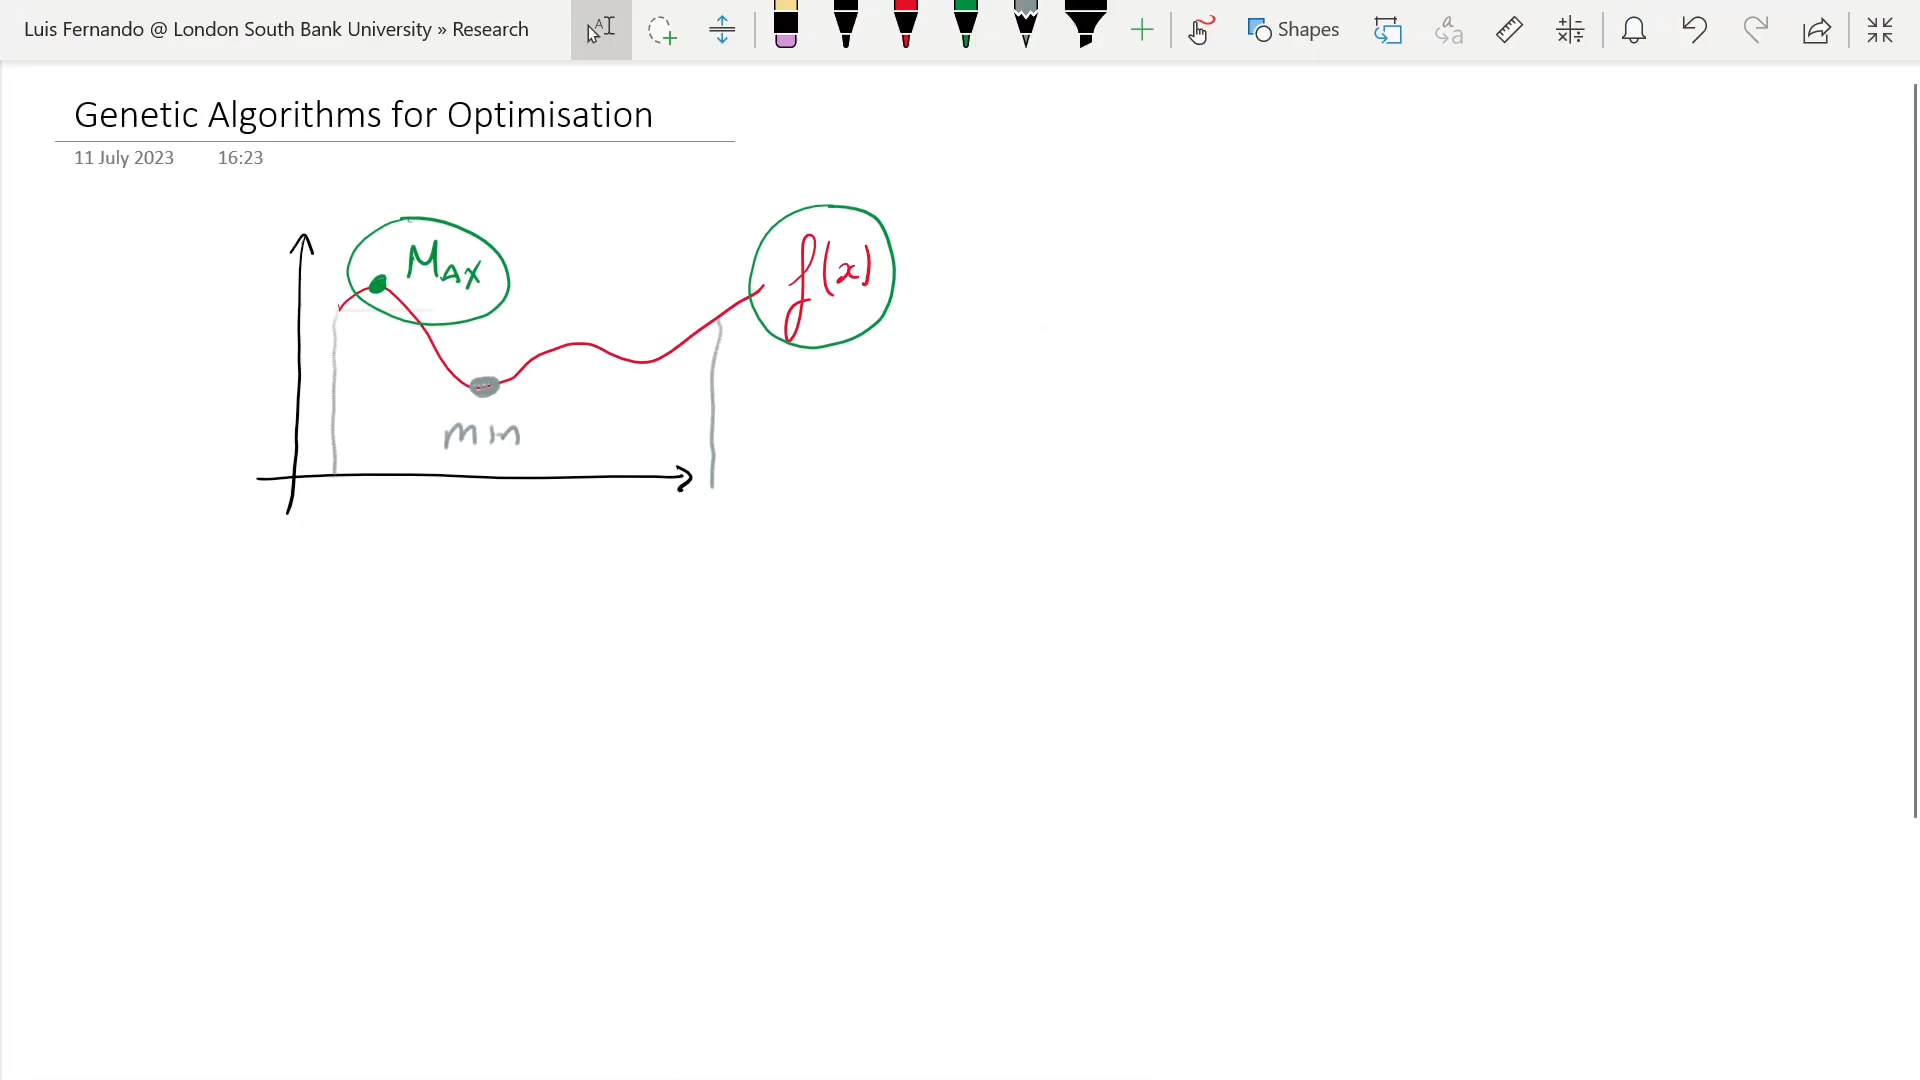 Luis Fernando @ London South Bank University » Research
Shapes
Genetic Algorithms for Optimisation
11 July 2023 16:23
MAX
f(x)
min